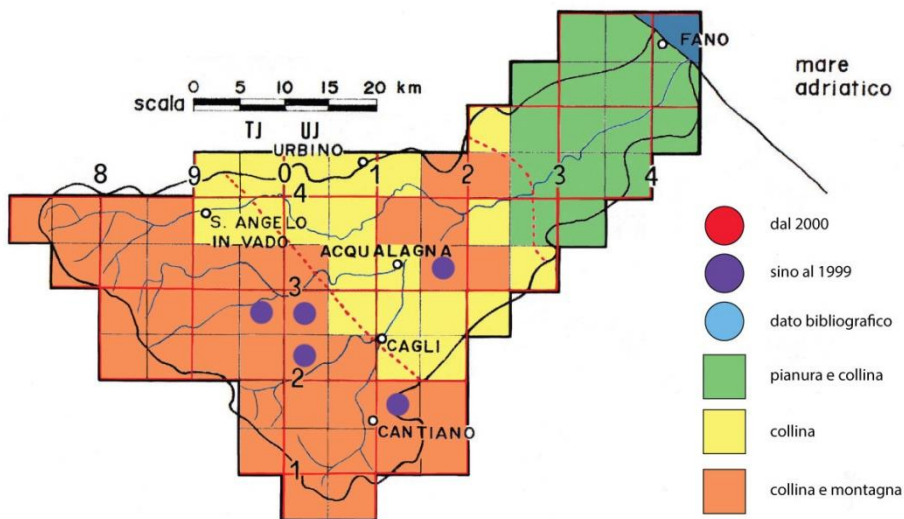 FANO
mare
adriatico
scala 0 5 10 15 20 km
TJ UJ
URBINO
8 9 0 1 2 3 4
4
S. ANGELO
IN VADO
ACQUALAGNA
3
CAGLI
2
CANTIANO
1
dal 2000
sino al 1999
dato bibliografico
pianura e collina
collina
collina e montagna